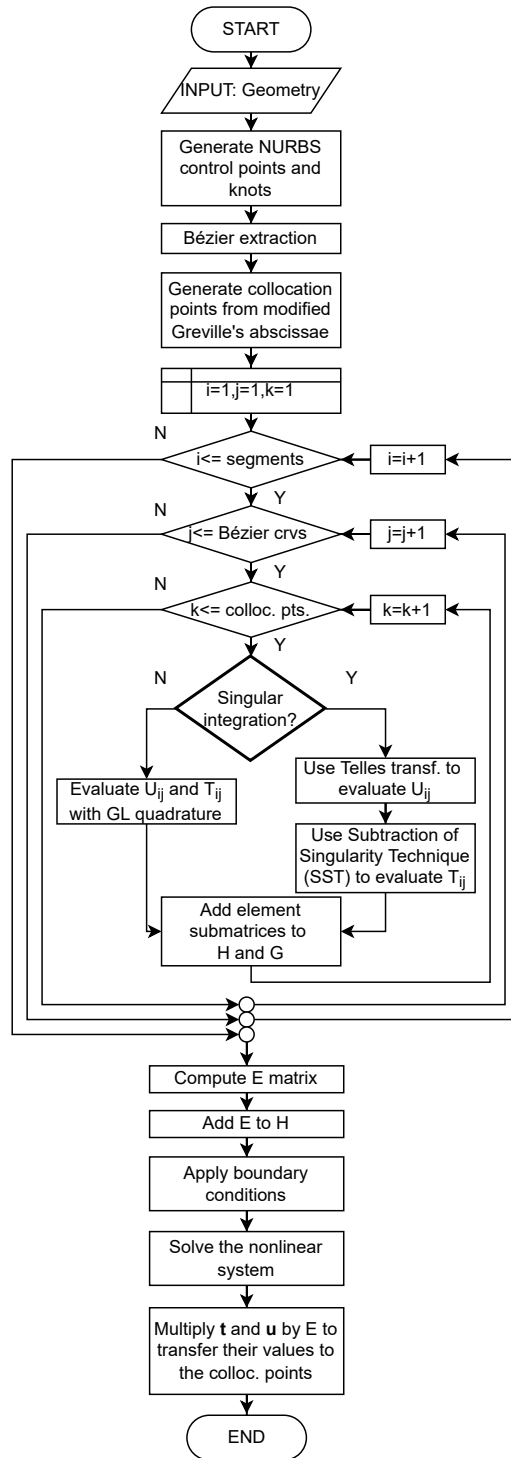 START
INPUT: Geometry
Generate NURBS
control points and
knots
Bézier extraction
Generate collocation
points from modified
Greville's abscissae
i=1,j=1,k=1
N
i<= segments
i=i+1
Y
N
j<= Bézier crvs
j=j+1
Y
N
k<= colloc. pts.
k=k+1
Y
N
Y
Singular
integration?
Evaluate Uij and Tij
with GL quadrature
Use Telles transf. to
evaluate Uij
Use Subtraction of
Singularity Technique
(SST) to evaluate Tij
Add element
submatrices to
H and G
Compute E matrix
Add E to H
Apply boundary
conditions
Solve the nonlinear
system
Multiply t and u by E to
transfer their values to
the colloc. points
END